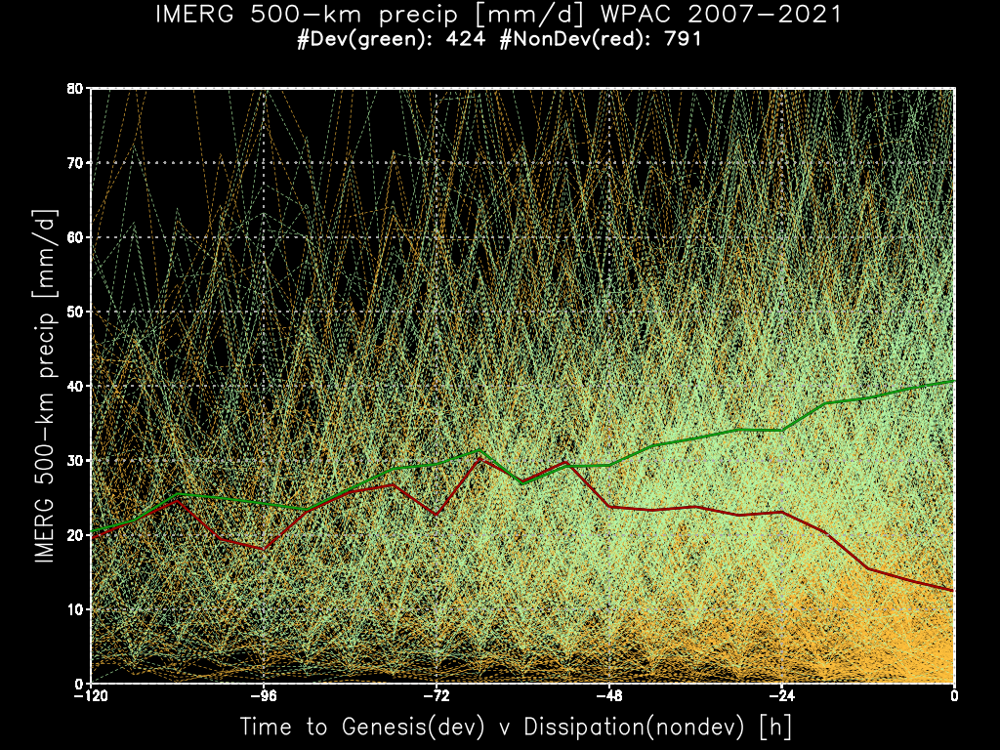 IMERG 500-km precip [mm/d] WPAC 2007-2021
#Dev(green): 424 #NonDev(red): 791
80
70
60
50
40
30
20
10
0
IMERG 500-km precip [mm/d]
-120 -96 -72 -48 -24 0
Time to Genesis(dev) v Dissipation(nondev) [h]